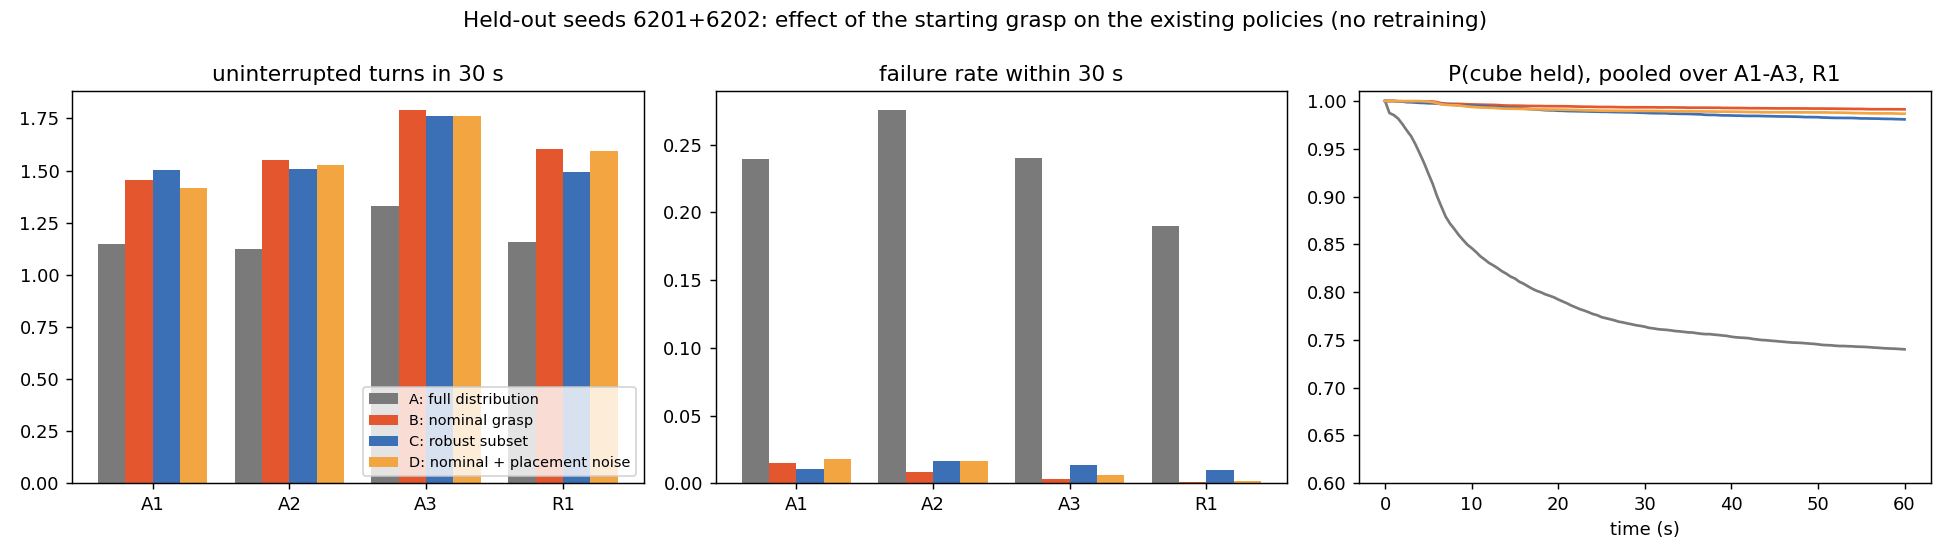 Held-out seeds 6201+6202: effect of the starting grasp on the existing policies (no retraining)
uninterrupted turns in 30 s
1.75
1.50
1.25
1.00
0.75
0.50
0.25
0.00
A1
A2
A3
R1
A: full distribution
B: nominal grasp
C: robust subset
D: nominal + placement noise
failure rate within 30 s
0.25
0.20
0.15
0.10
0.05
0.00
A1
A2
A3
R1
P(cube held), pooled over A1-A3, R1
1.00
0.95
0.90
0.85
0.80
0.75
0.70
0.65
0.60
0
10
20
30
40
50
60
time (s)